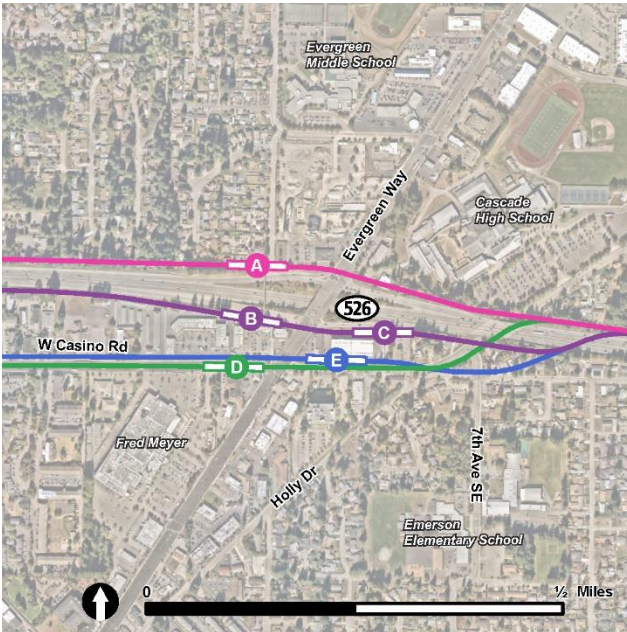 Evergreen
Middle School
Evergreen Way
Cascade
High School
A
526
B
C
W Casino Rd
E
D
Fred Meyer
7th Ave SE
Holly Dr
Emerson
Elementary School
0
½ Miles